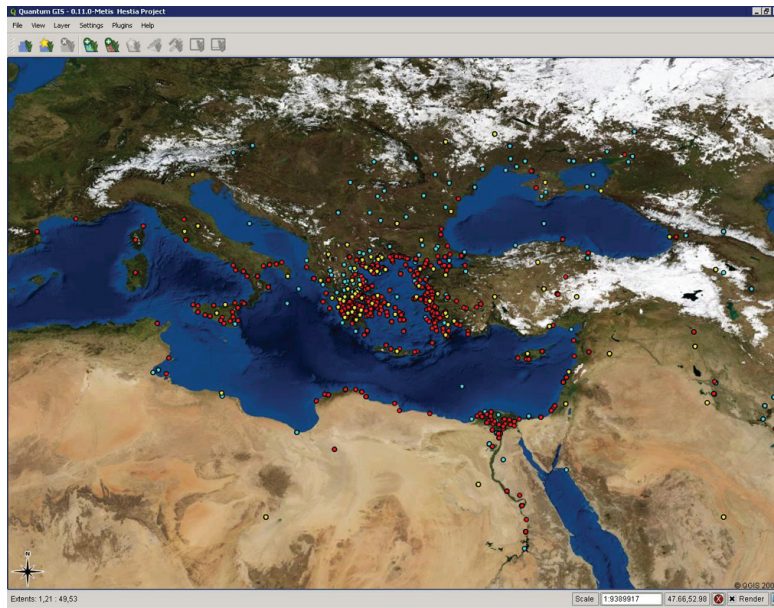 Quantum GIS - 0.11.0-Metis Hestia Project
File View Layer Settings Plugins Help
N
© QGIS 200
Extents: 1,21 : 49,53 Scale 1:9389917 47.66,52.98 Render